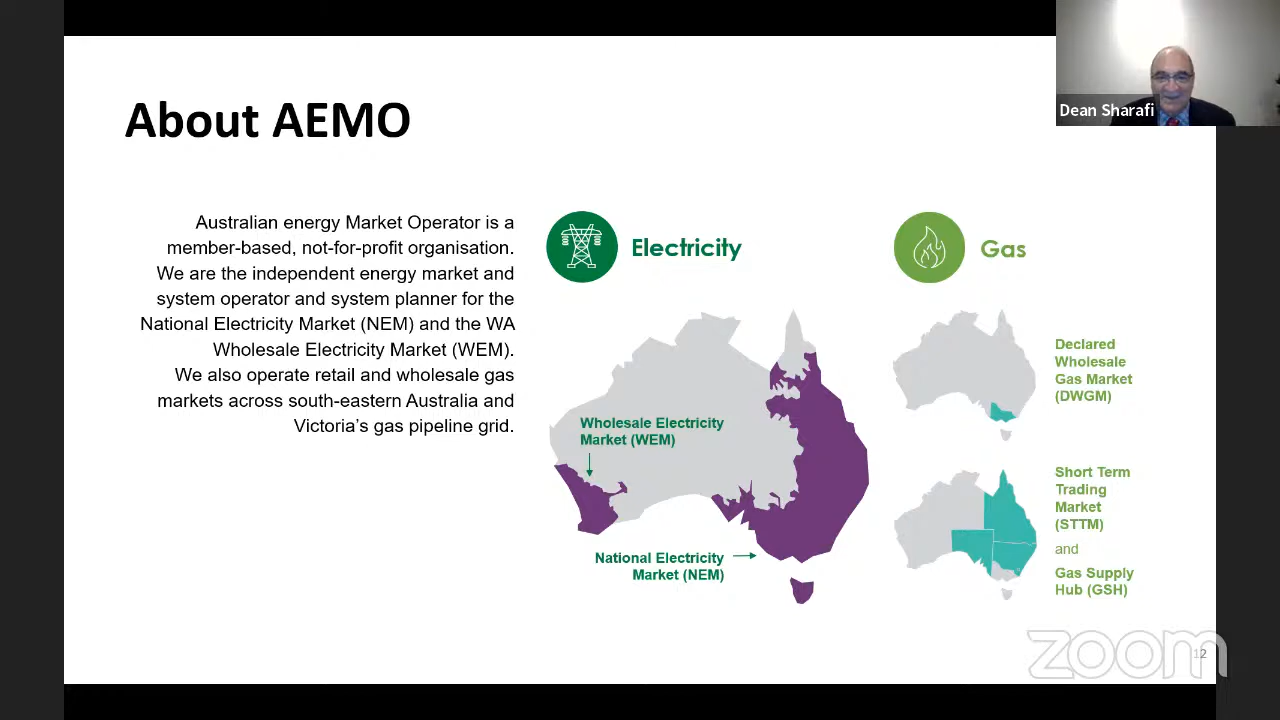 About AEMO
Dean Sharafi
Australian energy Market Operator is a
member-based, not-for-profit organisation.
We are the independent energy market and
system operator and system planner for the
National Electricity Market (NEM) and the WA
Wholesale Electricity Market (WEM).
We also operate retail and wholesale gas
markets across south-eastern Australia and
Victoria’s gas pipeline grid.
Electricity
Wholesale Electricity
Market (WEM)
National Electricity
Market (NEM)
Gas
Declared
Wholesale
Gas Market
(DWGM)
Short Term
Trading
Market
(STTM)
and
Gas Supply
Hub (GSH)
zoom
12